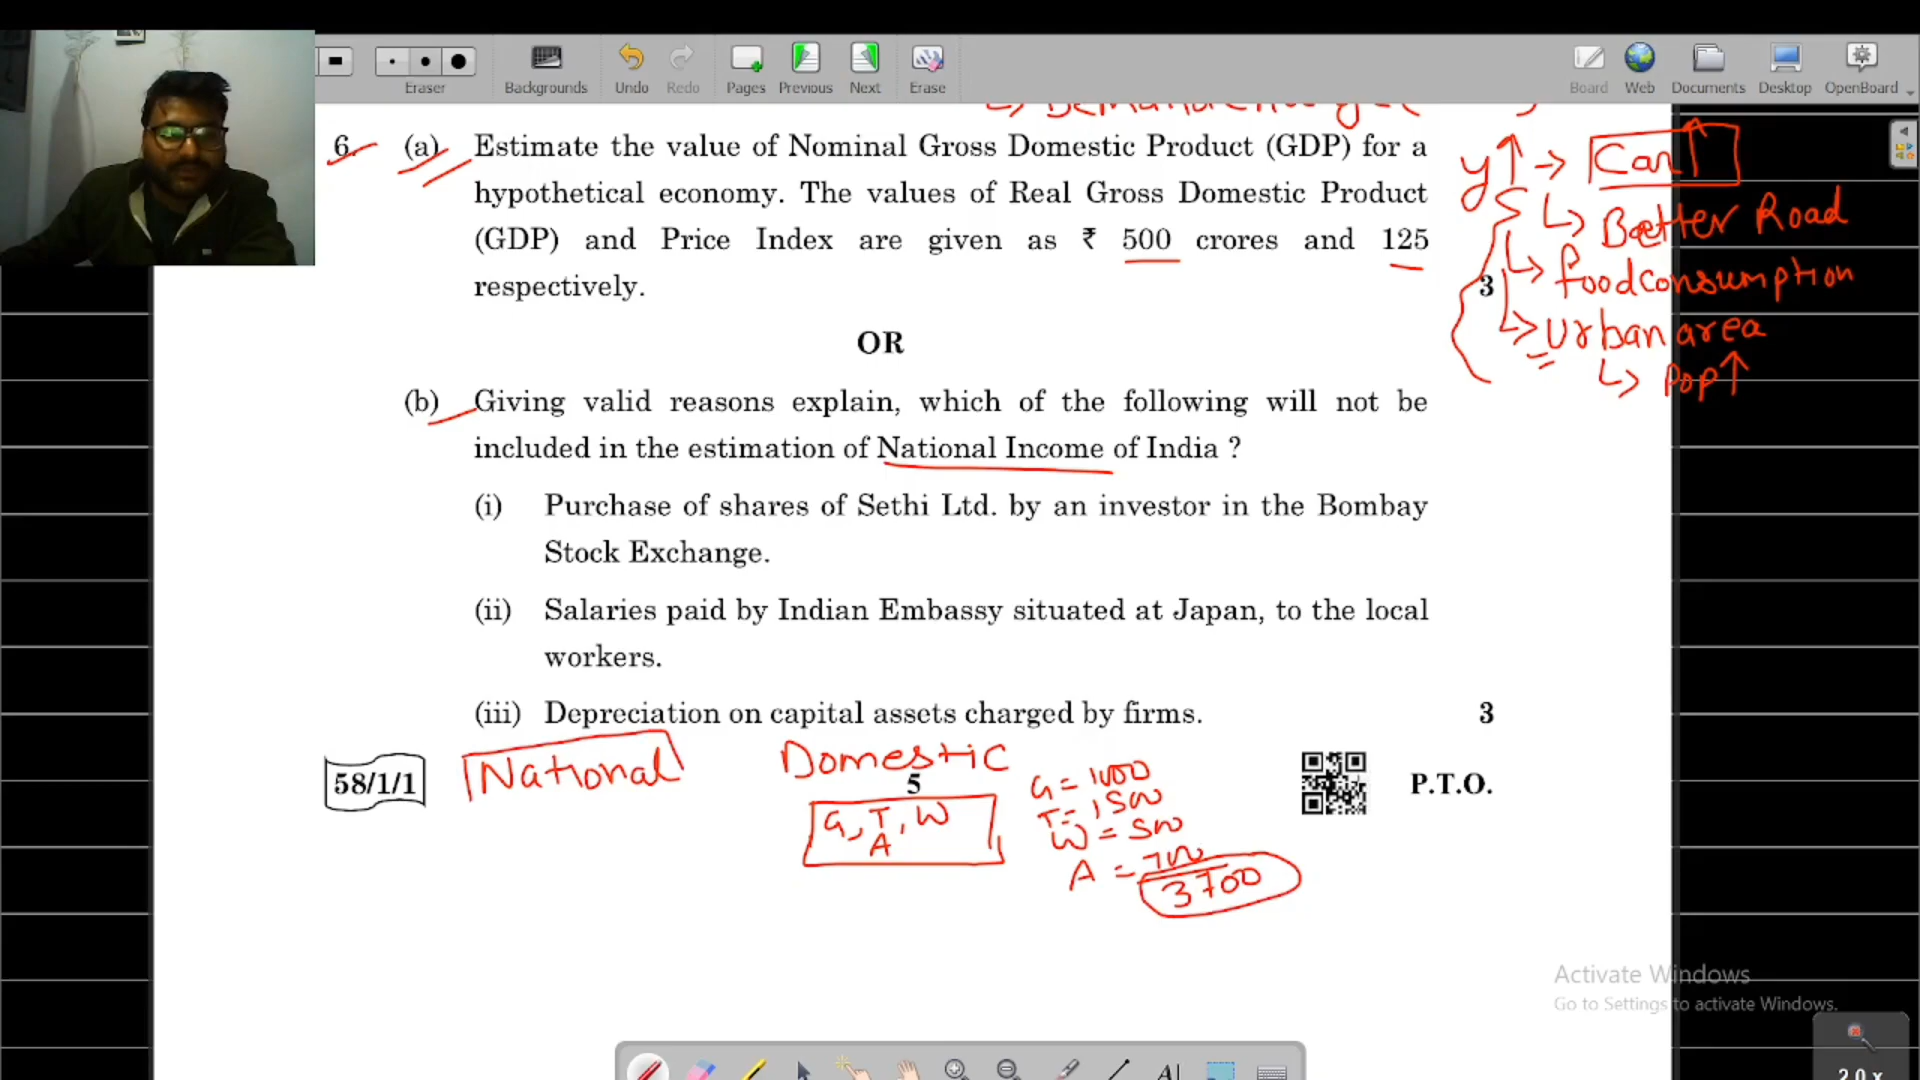 Eraser
Backgrounds
Undo
Redo
Pages
Previous
Next
Erase
Board
Web
Documents
Desktop
OpenBoard
6. (a) Estimate the value of Nominal Gross Domestic Product (GDP) for a
hypothetical economy. The values of Real Gross Domestic Product
(GDP) and Price Index are given as ₹ 500 crores and 125
respectively. 3
OR
(b) Giving valid reasons explain, which of the following will not be
included in the estimation of National Income of India ?
(i) Purchase of shares of Sethi Ltd. by an investor in the Bombay
Stock Exchange.
(ii) Salaries paid by Indian Embassy situated at Japan, to the local
workers.
(iii) Depreciation on capital assets charged by firms. 3
58/1/1
5
P.T.O.
y↑ → Car↑
↳ Better Road
↳ food consumption
↳ Urban area
↳ Pop↑
National
Domestic
G, T, W
A
G = 1000
T = 1500
W = 500
A = 700
3700
Activate Windows
Go to Settings to activate Windows.
2.0 x